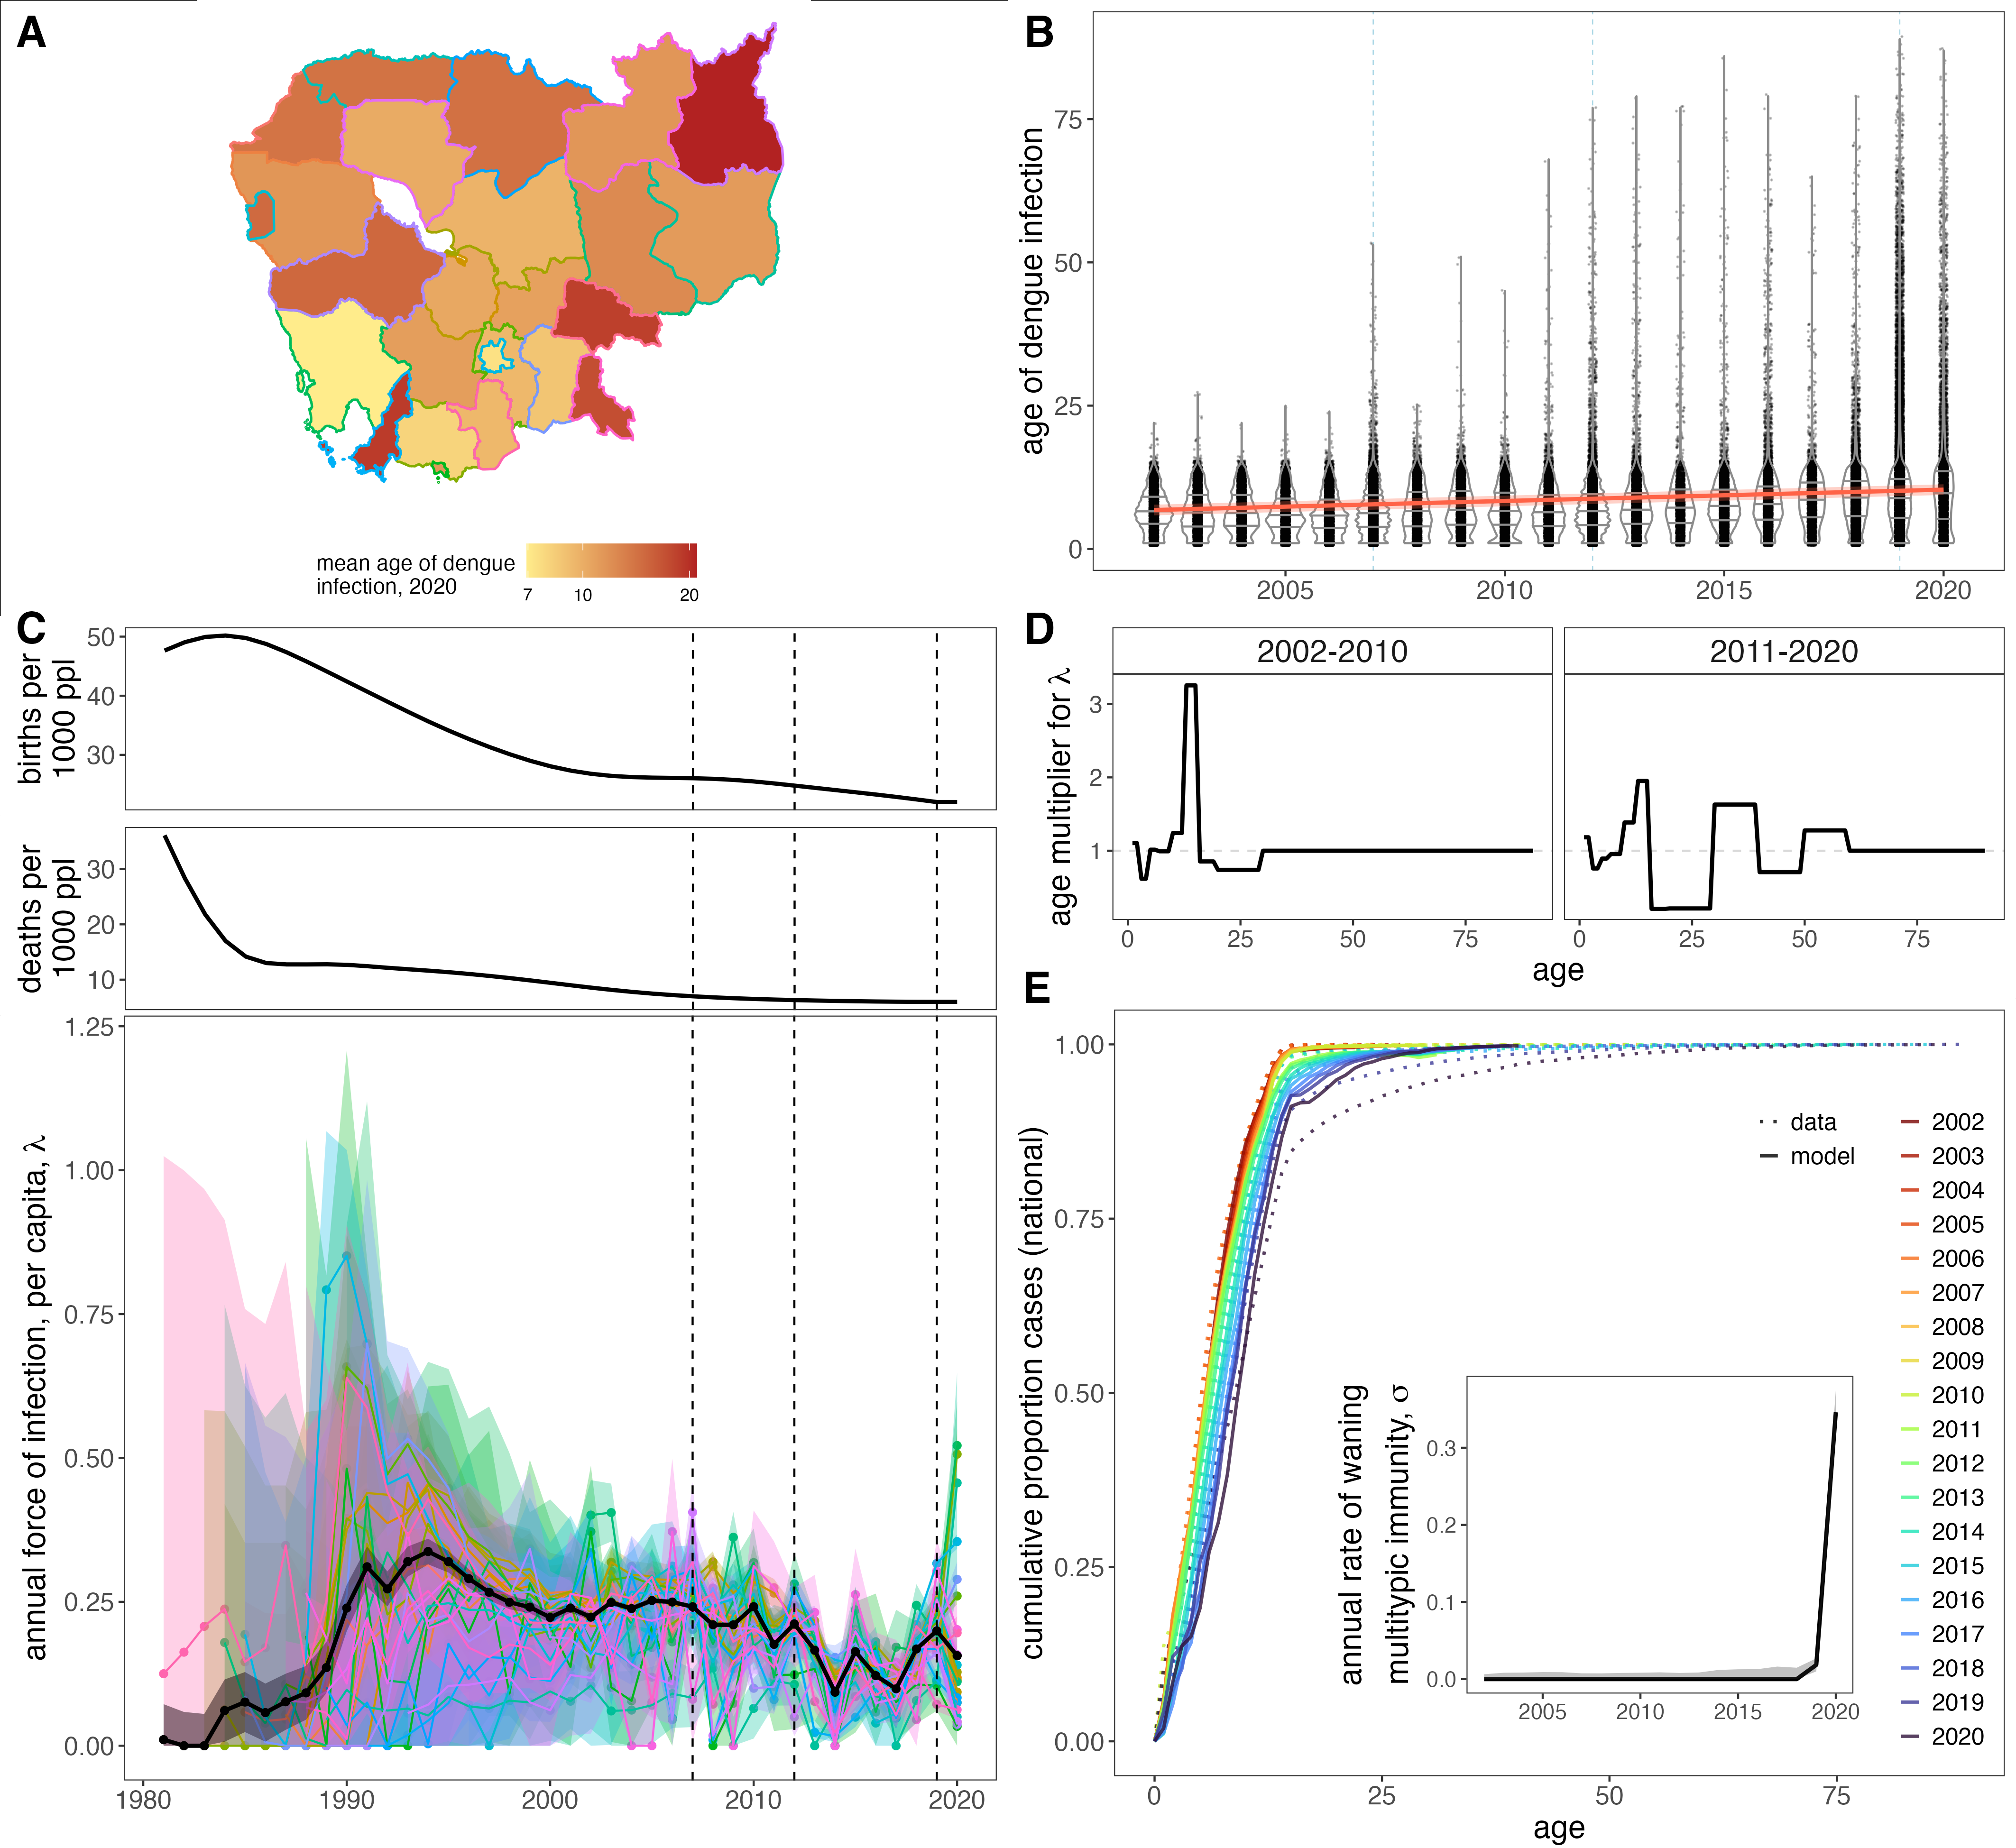 A
mean age of dengue
infection, 2020
7 10 20
B
age of dengue infection
75
50
25
0
2005 2010 2015 2020
C
births per
1000 ppl
50
40
30
deaths per
1000 ppl
30
20
10
annual force of infection, per capita, λ
1.25
1.00
0.75
0.50
0.25
0.00
1980 1990 2000 2010 2020
D
2002-2010 2011-2020
age multiplier for λ
3
2
1
0 25 50 75 0 25 50 75
age
E
cumulative proportion cases (national)
1.00
0.75
0.50
0.25
0.00
0 25 50 75
age
data
model
2002
2003
2004
2005
2006
2007
2008
2009
2010
2011
2012
2013
2014
2015
2016
2017
2018
2019
2020
annual rate of waning
multitypic immunity, σ
0.3
0.2
0.1
0.0
2005 2010 2015 2020